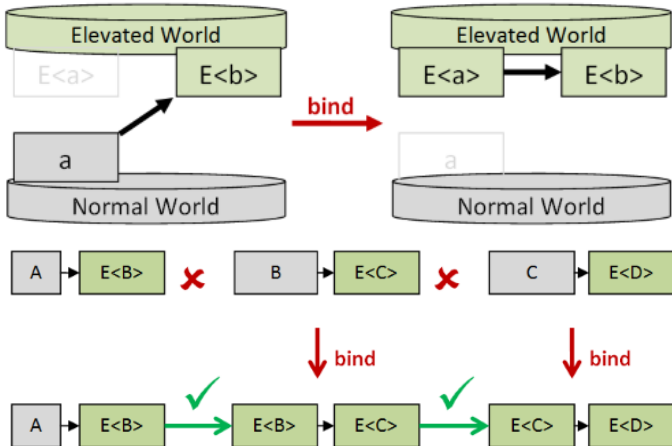 Elevated World
Elevated World
E<a>
E<b>
E<a>
E<b>
bind
a
a
Normal World
Normal World
A
E<B>
B
E<C>
C
E<D>
bind
bind
A
E<B>
E<B>
E<C>
E<C>
E<D>